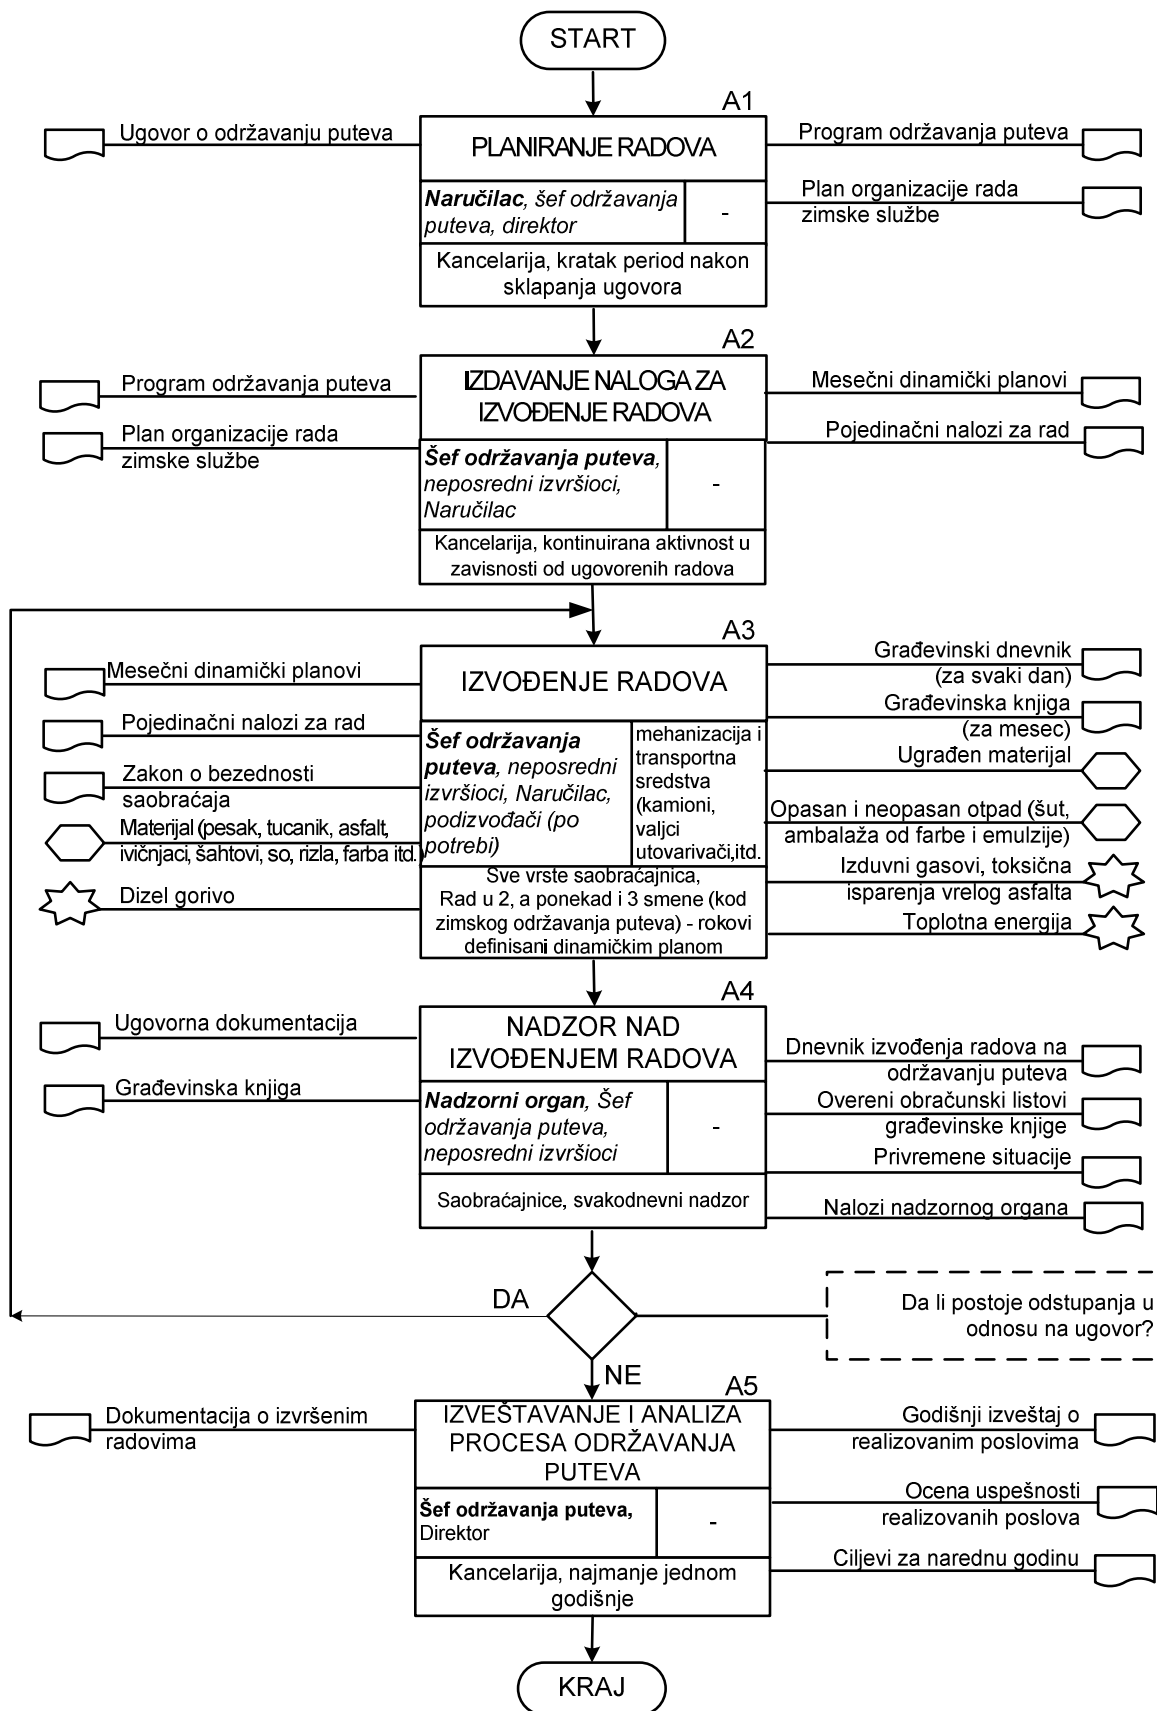 START
A1
Ugovor o održavanju puteva
PLANIRANJE RADOVA
Naručilac, šef održavanja
puteva, direktor
-
Kancelarija, kratak period nakon
sklapanja ugovora
Program održavanja puteva
Plan organizacije rada
zimske službe
A2
Program održavanja puteva
Plan organizacije rada
zimske službe
IZDAVANJE NALOGA ZA
IZVOĐENJE RADOVA
Šef održavanja puteva,
neposredni izvršioci,
Naručilac
-
Kancelarija, kontinuirana aktivnost u
zavisnosti od ugovorenih radova
Mesečni dinamički planovi
Pojedinačni nalozi za rad
A3
Mesečni dinamički planovi
Pojedinačni nalozi za rad
Zakon o bezednosti
saobraćaja
Materijal (pesak, tucanik, asfalt,
ivičnjaci, šahtovi, so, rizla, farba itd.)
Dizel gorivo
IZVOĐENJE RADOVA
Šef održavanja
puteva, neposredni
izvršioci, Naručilac,
podizvođači (po
potrebi)
mehanizacija i
transportna
sredstva
(kamioni,
valjci
utovarivači,itd.
Sve vrste saobraćajnica,
Rad u 2, a ponekad i 3 smene (kod
zimskog održavanja puteva) - rokovi
definisani dinamičkim planom
Građevinski dnevnik
(za svaki dan)
Građevinska knjiga
(za mesec)
Ugrađen materijal
Opasan i neopasan otpad (šut,
ambalaža od farbe i emulzije)
Izduvni gasovi, toksična
isparenja vrelog asfalta
Toplotna energija
A4
Ugovorna dokumentacija
Građevinska knjiga
NADZOR NAD
IZVOĐENJEM RADOVA
Nadzorni organ, Šef
održavanja puteva,
neposredni izvršioci
-
Saobraćajnice, svakodnevni nadzor
Dnevnik izvođenja radova na
održavanju puteva
Overeni obračunski listovi
građevinske knjige
Privremene situacije
Nalozi nadzornog organa
DA
Da li postoje odstupanja u
odnosu na ugovor?
NE
A5
Dokumentacija o izvršenim
radovima
IZVEŠTAVANJE I ANALIZA
PROCESA ODRŽAVANJA
PUTEVA
Šef održavanja puteva,
Direktor
-
Kancelarija, najmanje jednom
godišnje
Godišnji izveštaj o
realizovanim poslovima
Ocena uspešnosti
realizovanih poslova
Ciljevi za narednu godinu
KRAJ